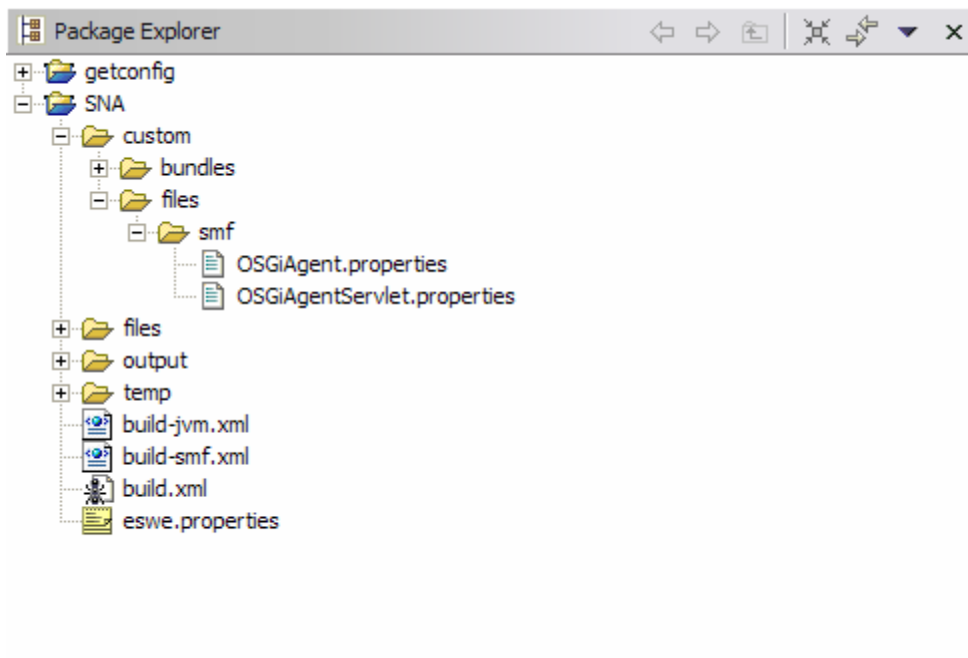 Package Explorer
getconfig
SNA
custom
bundles
files
smf
OSGiAgent.properties
OSGiAgentServlet.properties
files
output
temp
build-jvm.xml
build-smf.xml
build.xml
eswe.properties